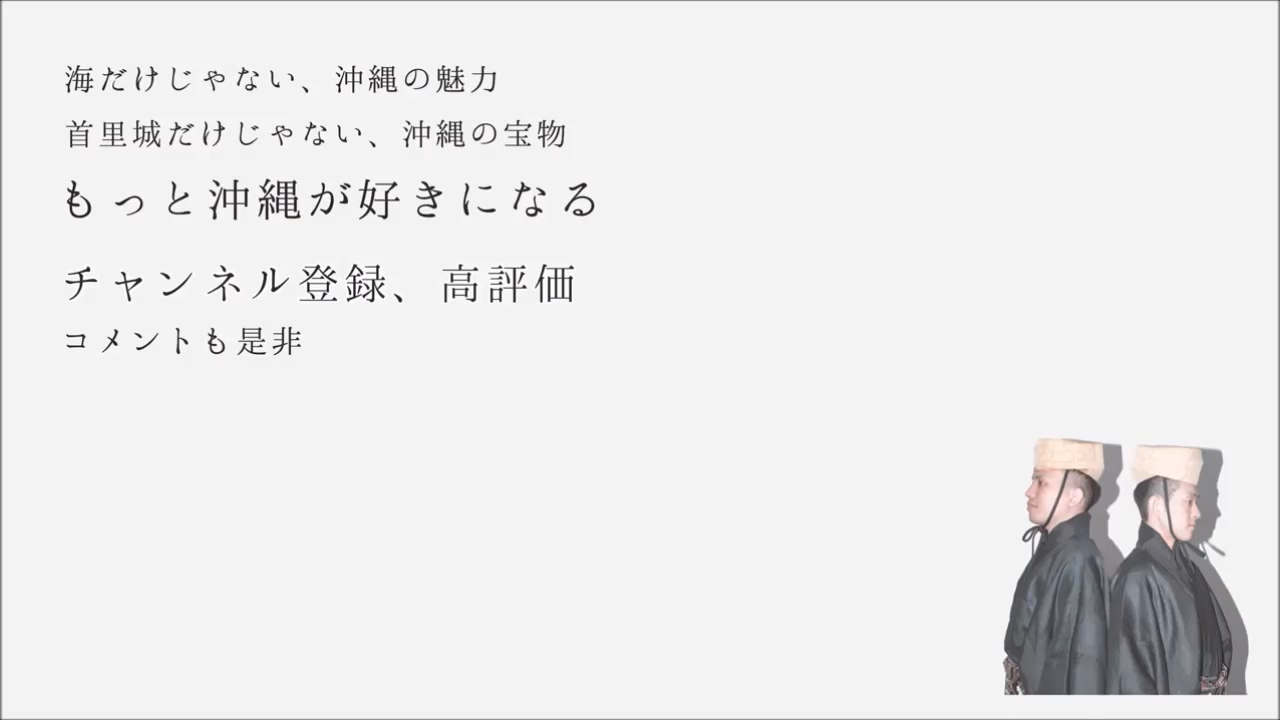 海だけじゃない、沖縄の魅力
首里城だけじゃない、沖縄の宝物
もっと沖縄が好きになる
チャンネル登録、高評価
コメントも是非